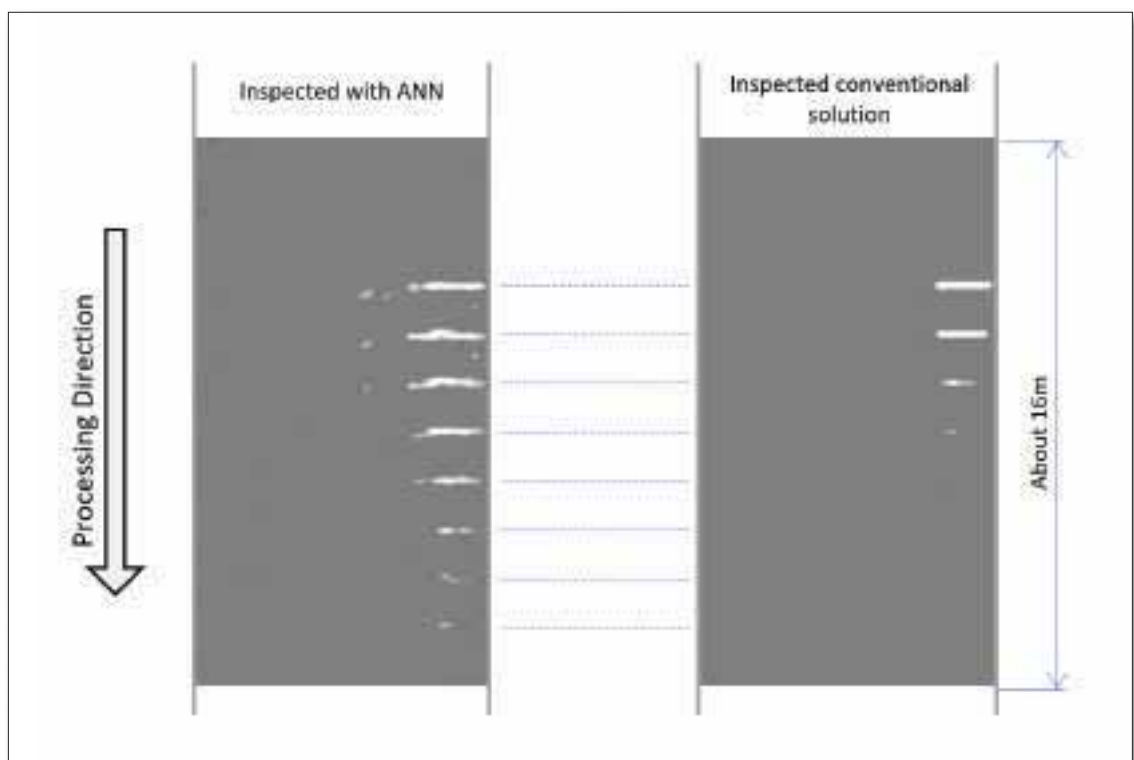 Inspected with ANN
Inspected conventional
solution
Processing Direction
About 16m